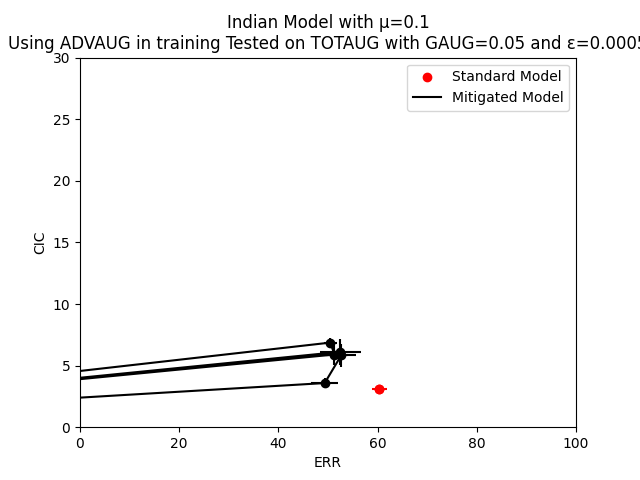 Indian Model with μ=0.1
Using ADVAUG in training Tested on TOTAUG with GAUG=0.05 and ε=0.0005
Standard Model
Mitigated Model
30
25
20
15
10
5
0
CIC
0 20 40 60 80 100
ERR